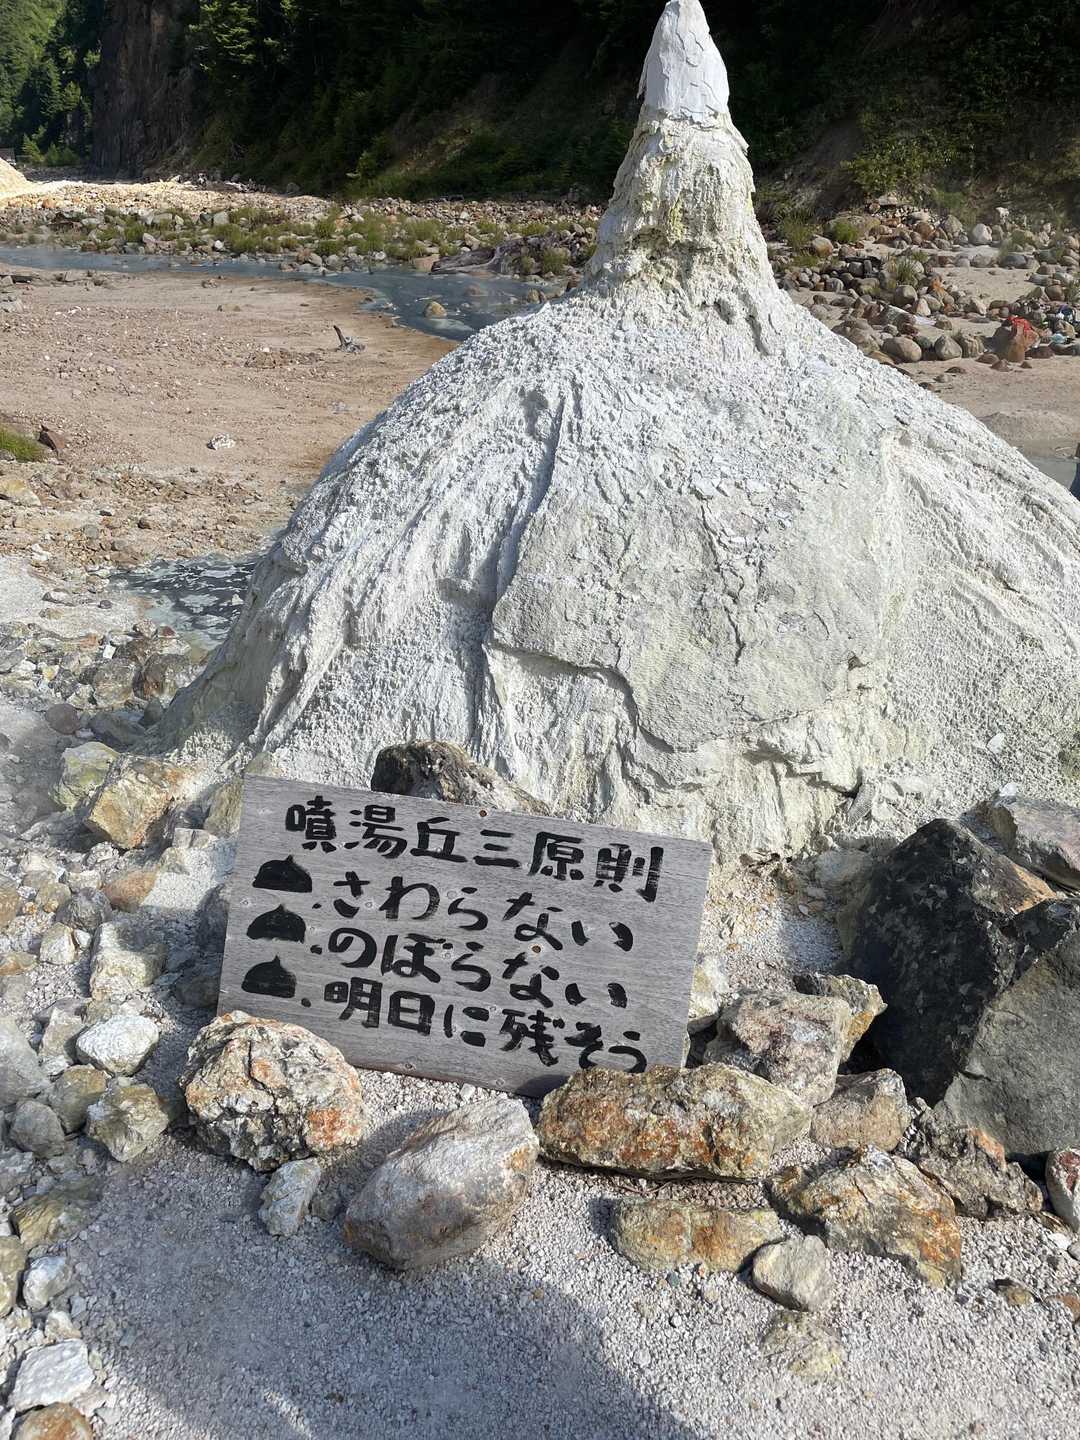 噴湯丘三原則
.さわらない
.のぼらない
.明日に残そう